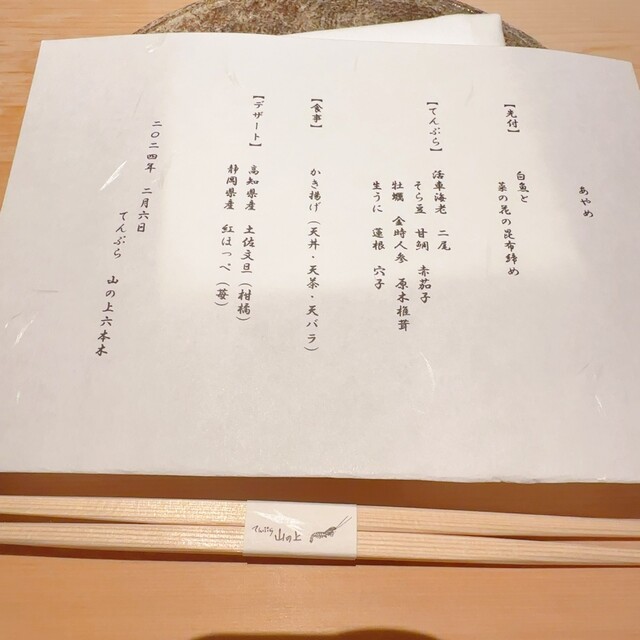 あやめ
【先付】
白魚と
菜の花の昆布締め
【てんぷら】
活車海老 二尾
そら豆 甘鯛 赤茄子
牡蠣 金時人参 原木椎茸
生うに 蓮根 穴子
【食事】
かき揚げ(天丼・天茶・天バラ)
【デザート】
高知県産 土佐文旦(柑橘)
静岡県産 紅ほっぺ(苺)
二〇二四年 二月六日
てんぷら 山の上六本木
てんぷら 山の上